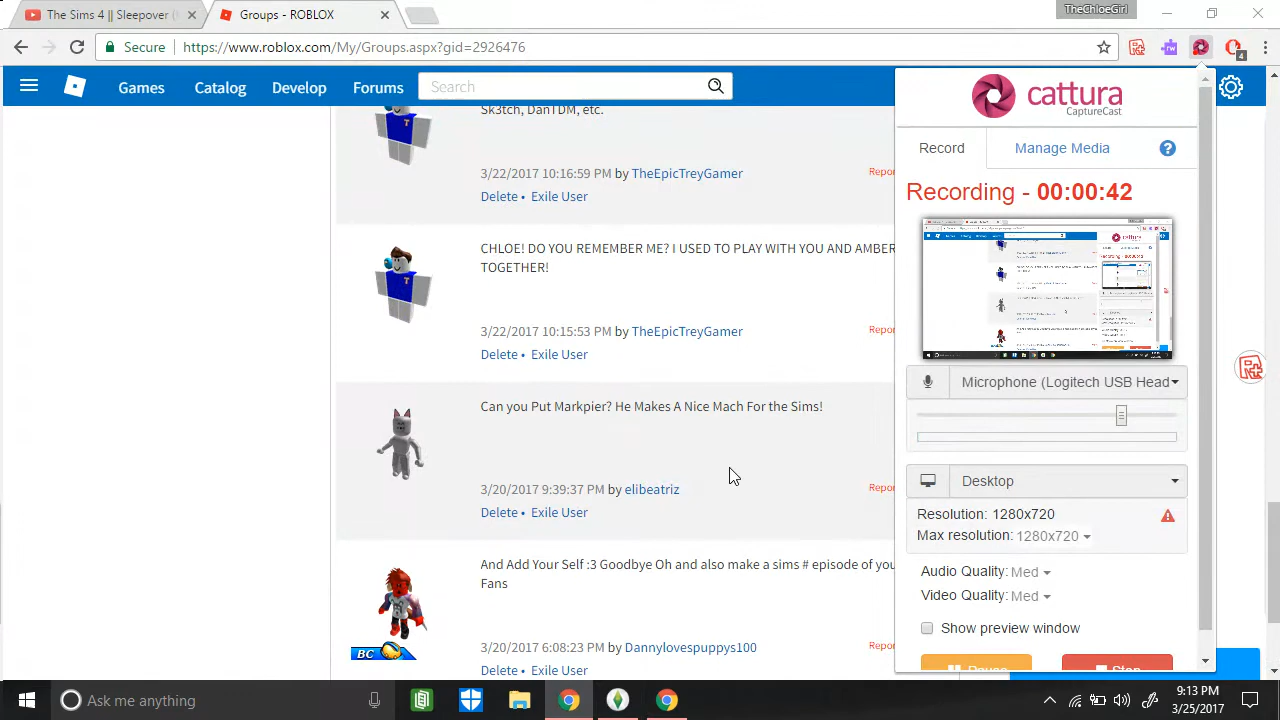 The Sims 4 || Sleepover (
Groups - ROBLOX
TheChloeGirl
Secure
https://www.roblox.com/My/Groups.aspx?gid=2926476
4
Games
Catalog
Develop
Forums
Search
Sk3tch, DanTDM, etc.
3/22/2017 10:16:59 PM by TheEpicTreyGamer
Repor
Delete • Exile User
CHLOE! DO YOU REMEMBER ME? I USED TO PLAY WITH YOU AND AMBER
TOGETHER!
3/22/2017 10:15:53 PM by TheEpicTreyGamer
Repor
Delete • Exile User
Can you Put Markpier? He Makes A Nice Mach For the Sims!
3/20/2017 9:39:37 PM by elibeatriz
Repor
Delete • Exile User
And Add Your Self :3 Goodbye Oh and also make a sims # episode of you
Fans
BC
3/20/2017 6:08:23 PM by Dannylovespuppys100
Repor
Delete • Exile User
cattura
CaptureCast
Record
Manage Media
?
Recording - 00:00:42
Microphone (Logitech USB Head
Desktop
Resolution: 1280x720
Max resolution: 1280x720
Audio Quality: Med
Video Quality: Med
Show preview window
Pause
Stop
Ask me anything
9:13 PM
3/25/2017